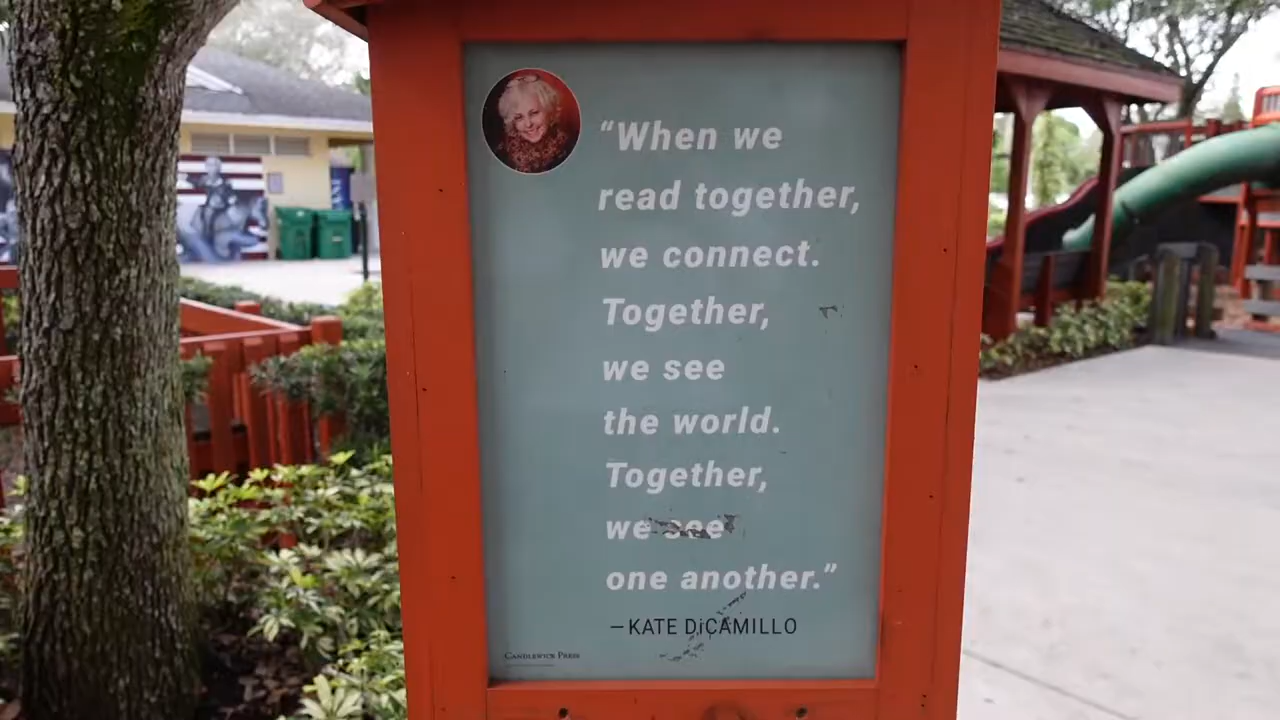 “When we
read together,
we connect.
Together,
we see
the world.
Together,
we see
one another.”
—KATE DiCAMILLO
CANDLEWICK PRESS